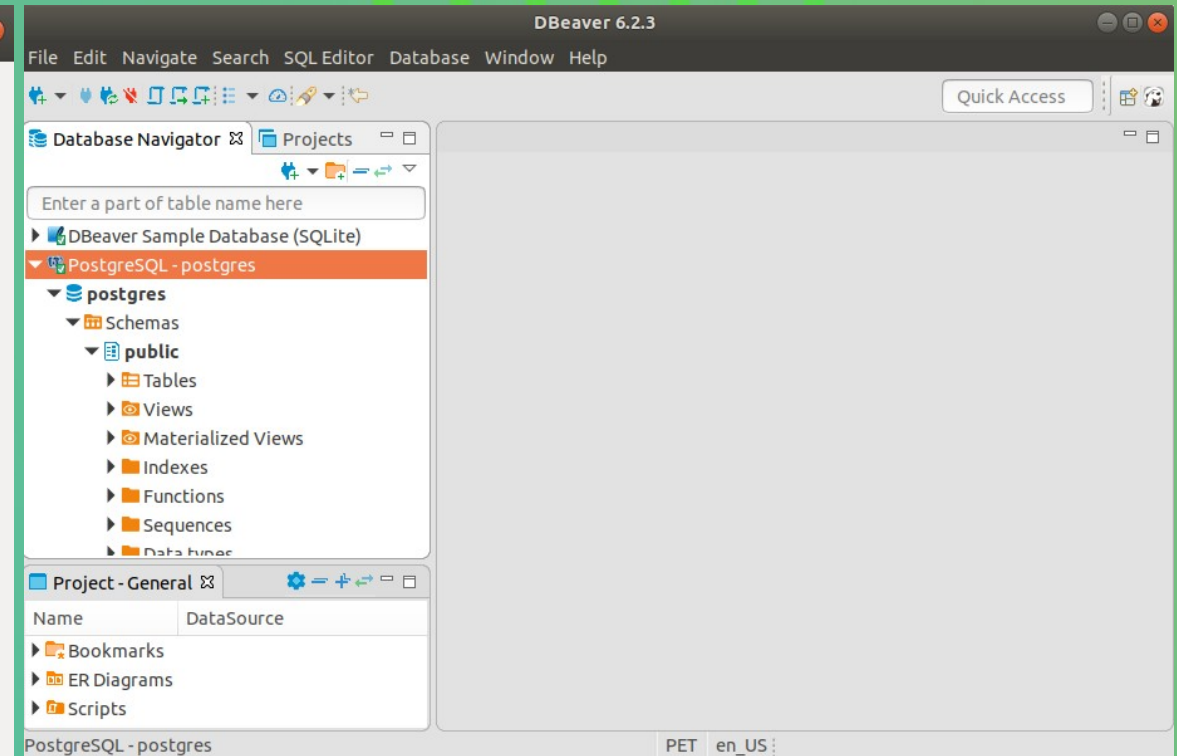 DBeaver 6.2.3
File Edit Navigate Search SQL Editor Database Window Help
Quick Access
Database Navigator Projects
Enter a part of table name here
DBeaver Sample Database (SQLite)
PostgreSQL - postgres
postgres
Schemas
public
Tables
Views
Materialized Views
Indexes
Functions
Sequences
Data types
Project - General
Name DataSource
Bookmarks
ER Diagrams
Scripts
PostgreSQL - postgres PET en_US